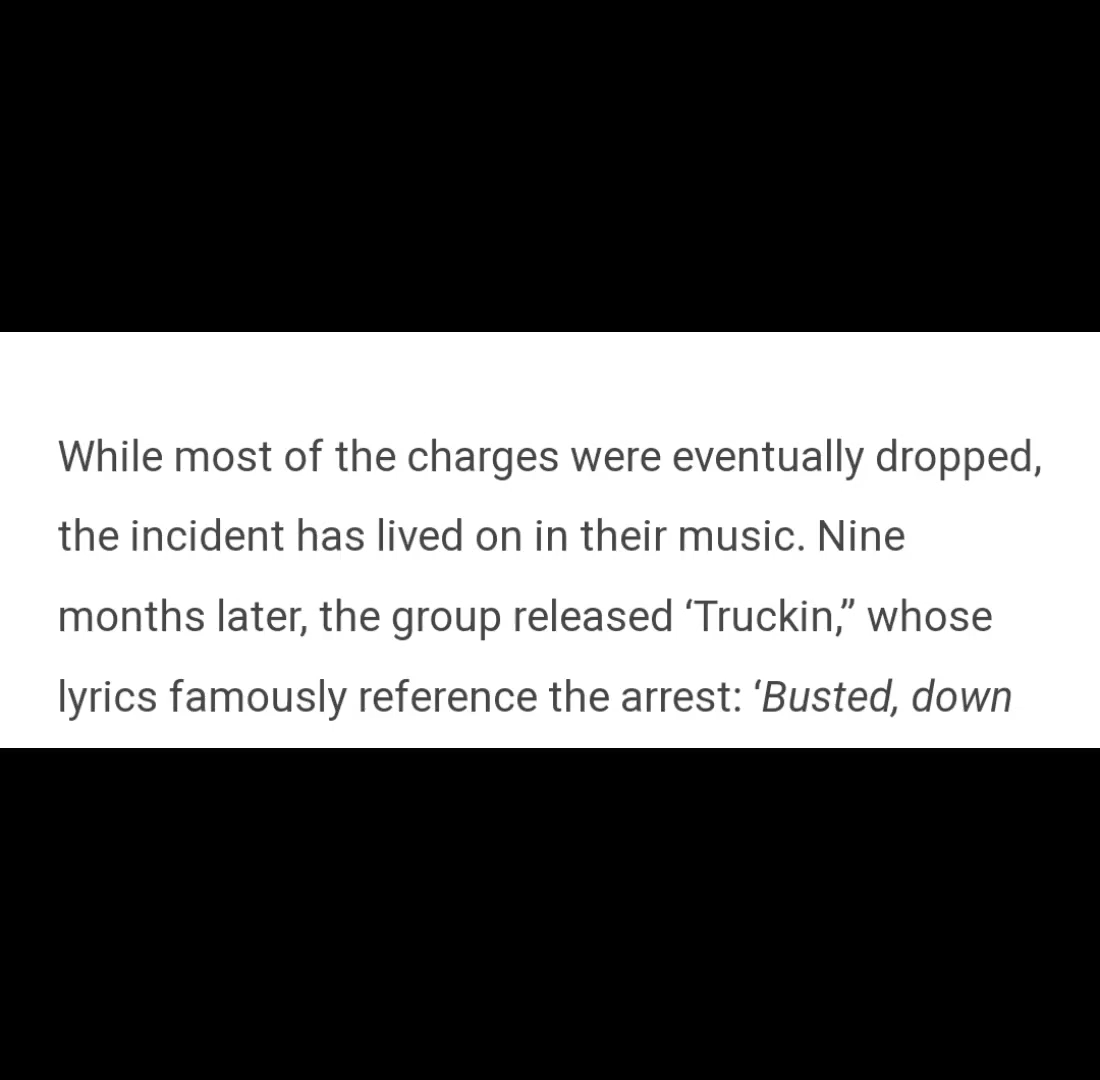 While most of the charges were eventually dropped,
the incident has lived on in their music. Nine
months later, the group released ‘Truckin,” whose
lyrics famously reference the arrest: ‘Busted, down